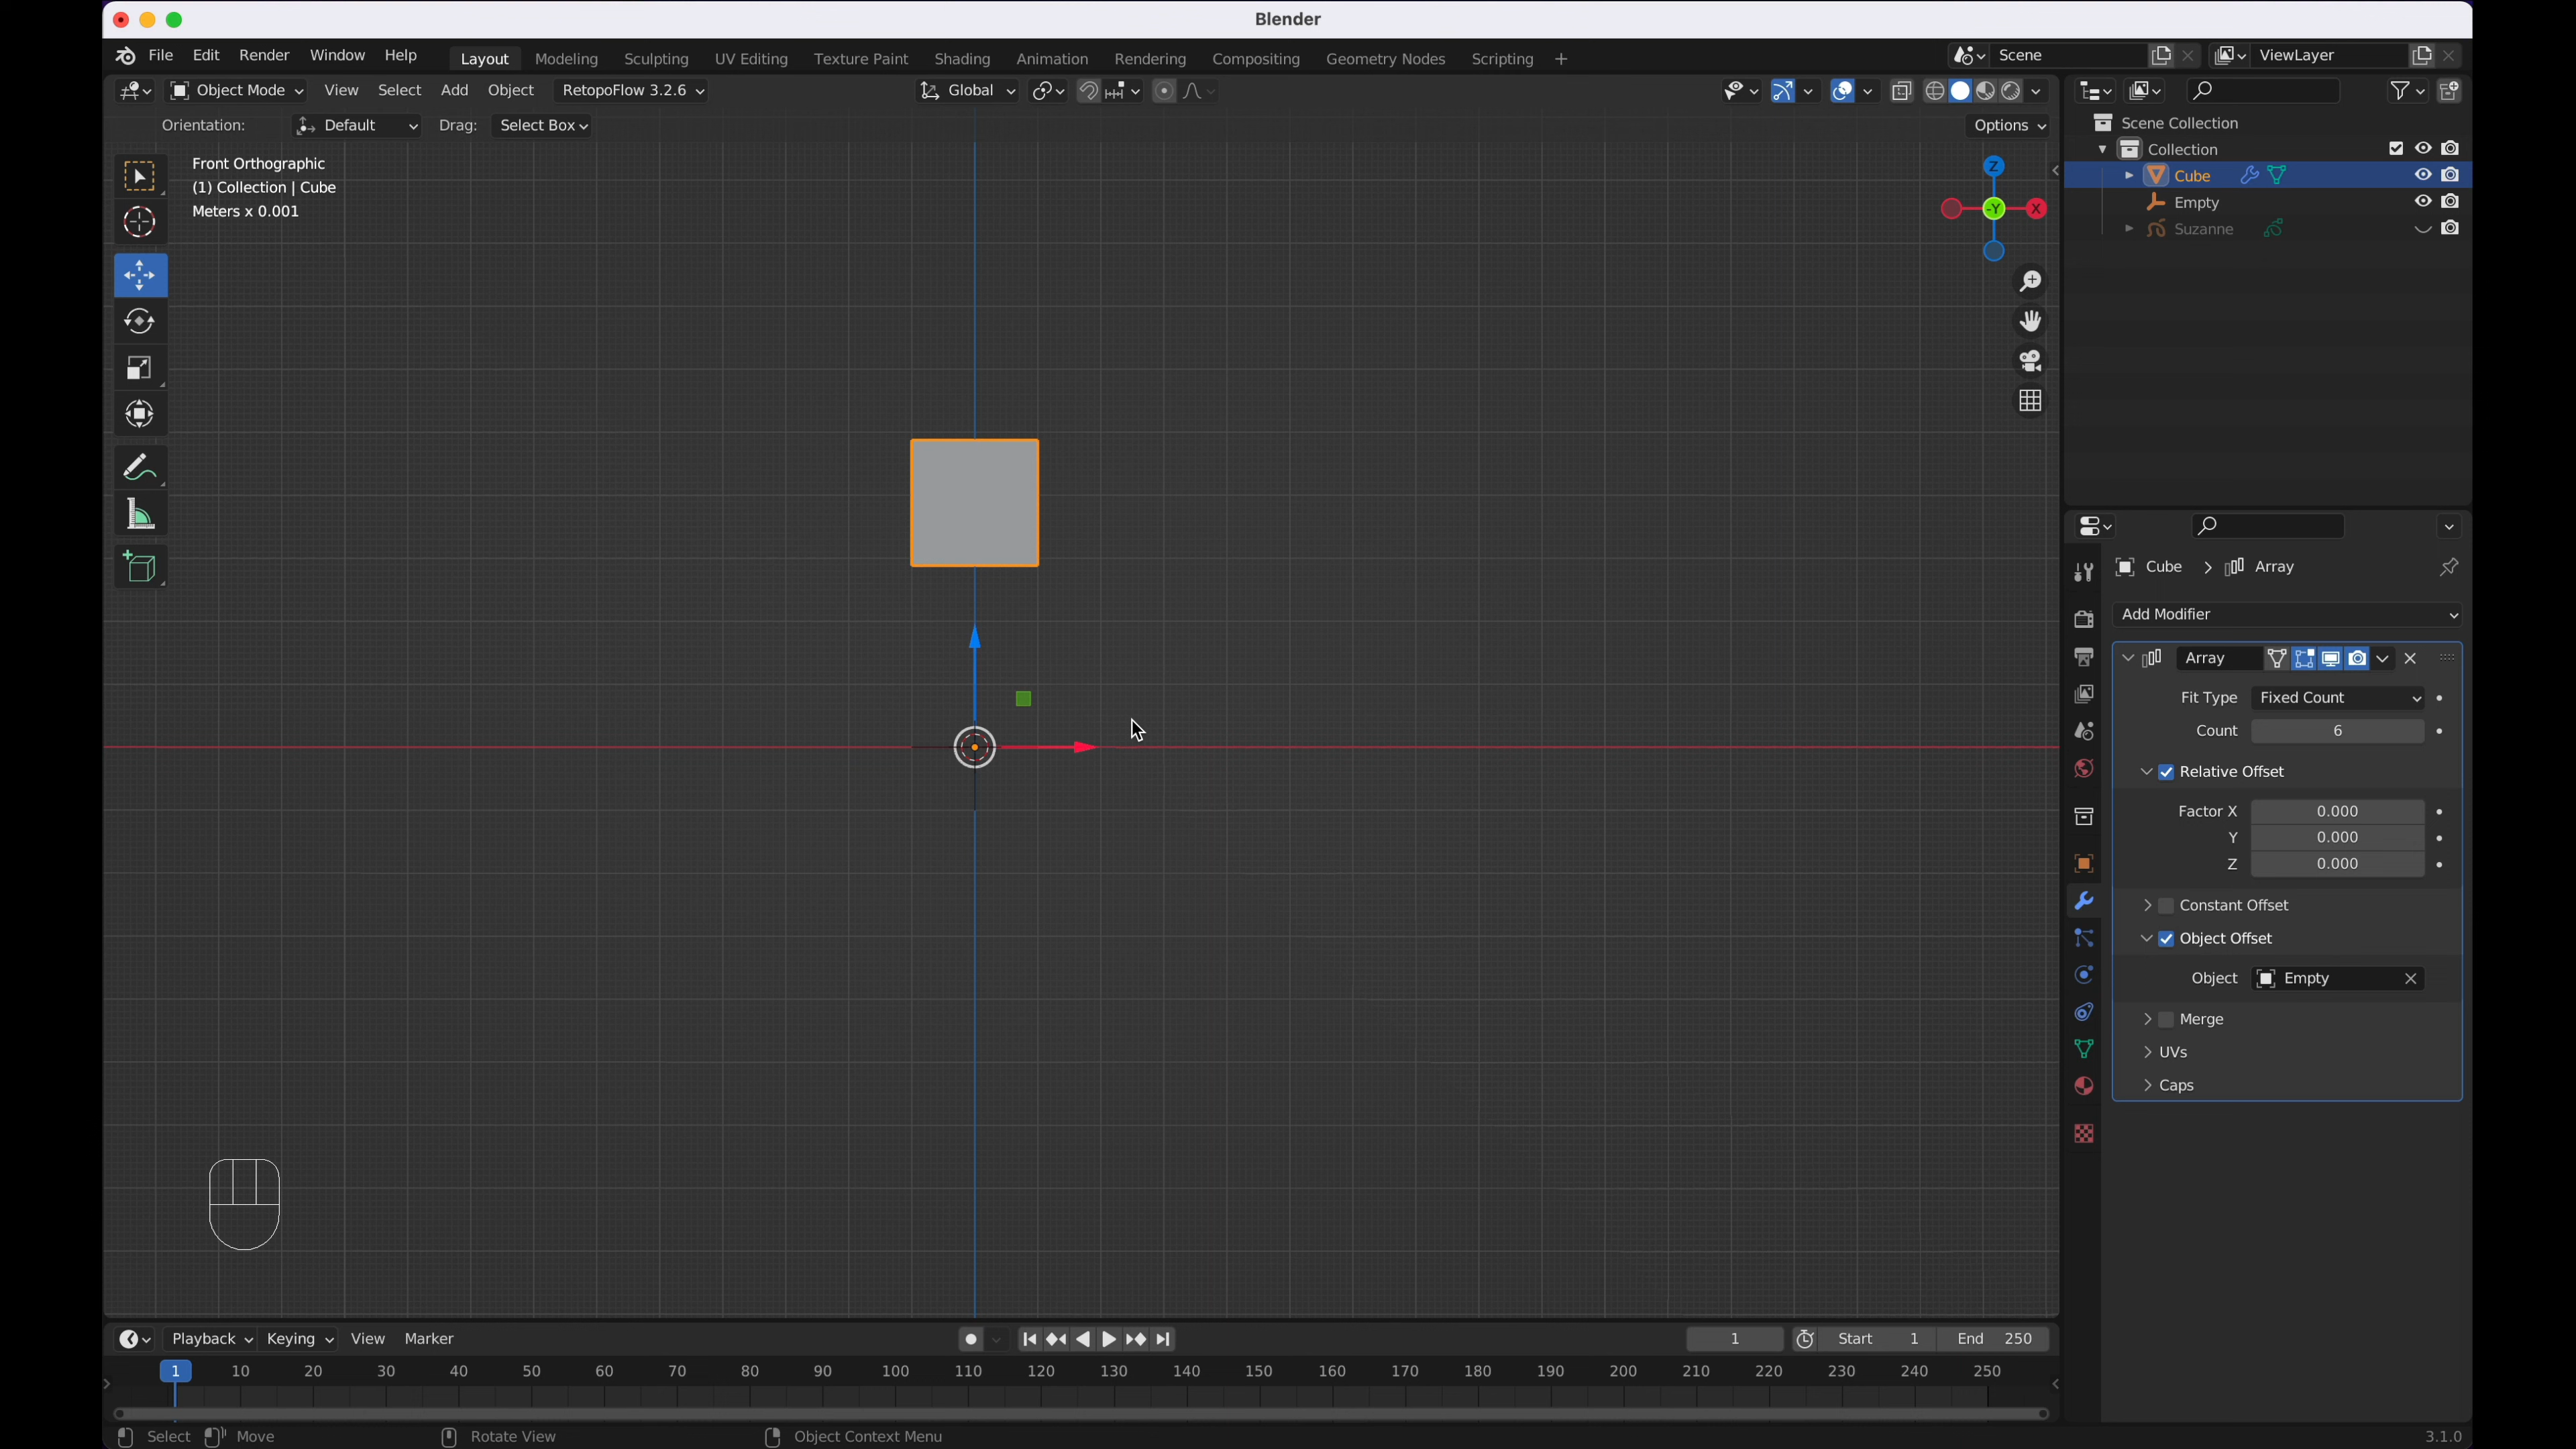 Blender
File Edit Render Window Help Layout Modeling Sculpting UV Editing Texture Paint Shading Animation Rendering Compositing Geometry Nodes Scripting + Scene ViewLayer
Object Mode View Select Add Object RetopoFlow 3.2.6 Global
Orientation: Default Drag: Select Box Options
Front Orthographic
(1) Collection | Cube
Meters x 0.001
Z
-Y X
Scene Collection
Collection
Cube
Empty
Suzanne
Cube > Array
Add Modifier
Array
Fit Type Fixed Count
Count 6
Relative Offset
Factor X 0.000
Y 0.000
Z 0.000
Constant Offset
Object Offset
Object Empty
Merge
UVs
Caps
Playback Keying View Marker 1 Start 1 End 250
1 10 20 30 40 50 60 70 80 90 100 110 120 130 140 150 160 170 180 190 200 210 220 230 240 250
Select Move Rotate View Object Context Menu 3.1.0